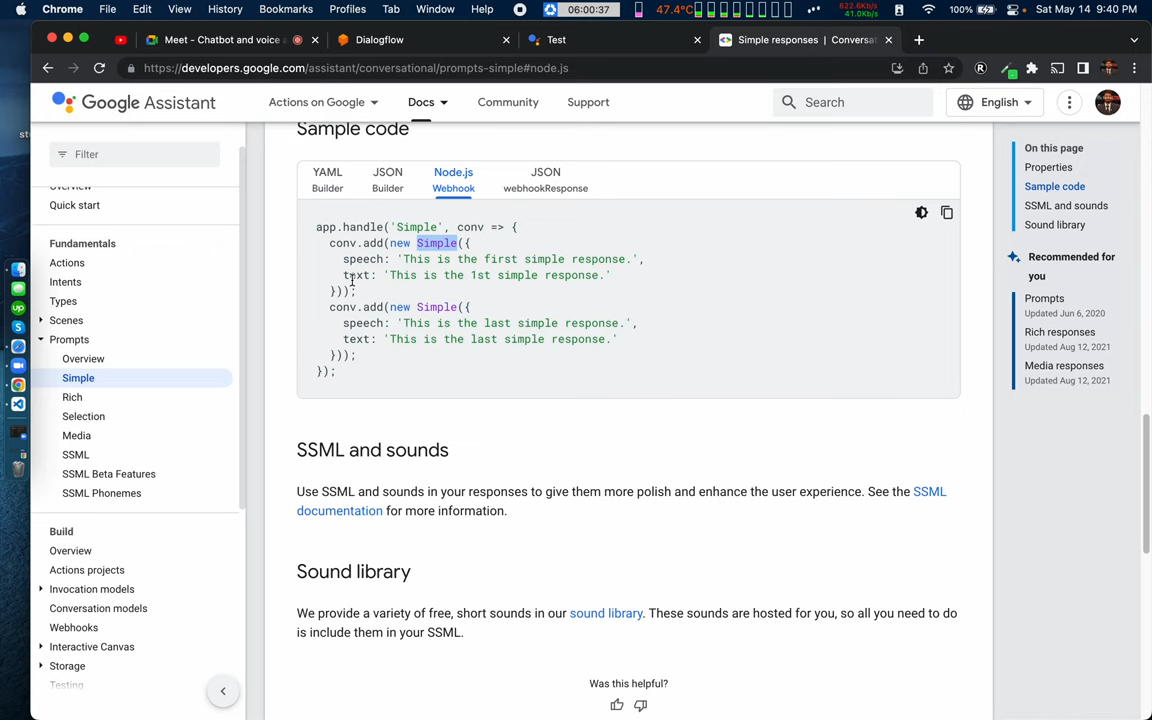 Chrome File Edit View History Bookmarks Profiles Tab Window Help 06:00:37 47.4°C 622.6Kb/s 41.0Kb/s 100% Sat May 14 9:40 PM
Meet - Chatbot and voice a Dialogflow Test Simple responses | Conversat
https://developers.google.com/assistant/conversational/prompts-simple#node.js
Google Assistant Actions on Google Docs Community Support Search English
Filter
Overview
Quick start
Fundamentals
Actions
Intents
Types
Scenes
Prompts
Overview
Simple
Rich
Selection
Media
SSML
SSML Beta Features
SSML Phonemes
Build
Overview
Actions projects
Invocation models
Conversation models
Webhooks
Interactive Canvas
Storage
Testing
Sample code
YAML JSON Node.js JSON
Builder Builder Webhook webhookResponse
app.handle('Simple', conv => {
conv.add(new Simple({
speech: 'This is the first simple response.',
text: 'This is the 1st simple response.'
}));
conv.add(new Simple({
speech: 'This is the last simple response.',
text: 'This is the last simple response.'
}));
});
SSML and sounds
Use SSML and sounds in your responses to give them more polish and enhance the user experience. See the SSML
documentation for more information.
Sound library
We provide a variety of free, short sounds in our sound library. These sounds are hosted for you, so all you need to do
is include them in your SSML.
Was this helpful?
On this page
Properties
Sample code
SSML and sounds
Sound library
Recommended for
you
Prompts
Updated Jun 6, 2020
Rich responses
Updated Aug 12, 2021
Media responses
Updated Aug 12, 2021